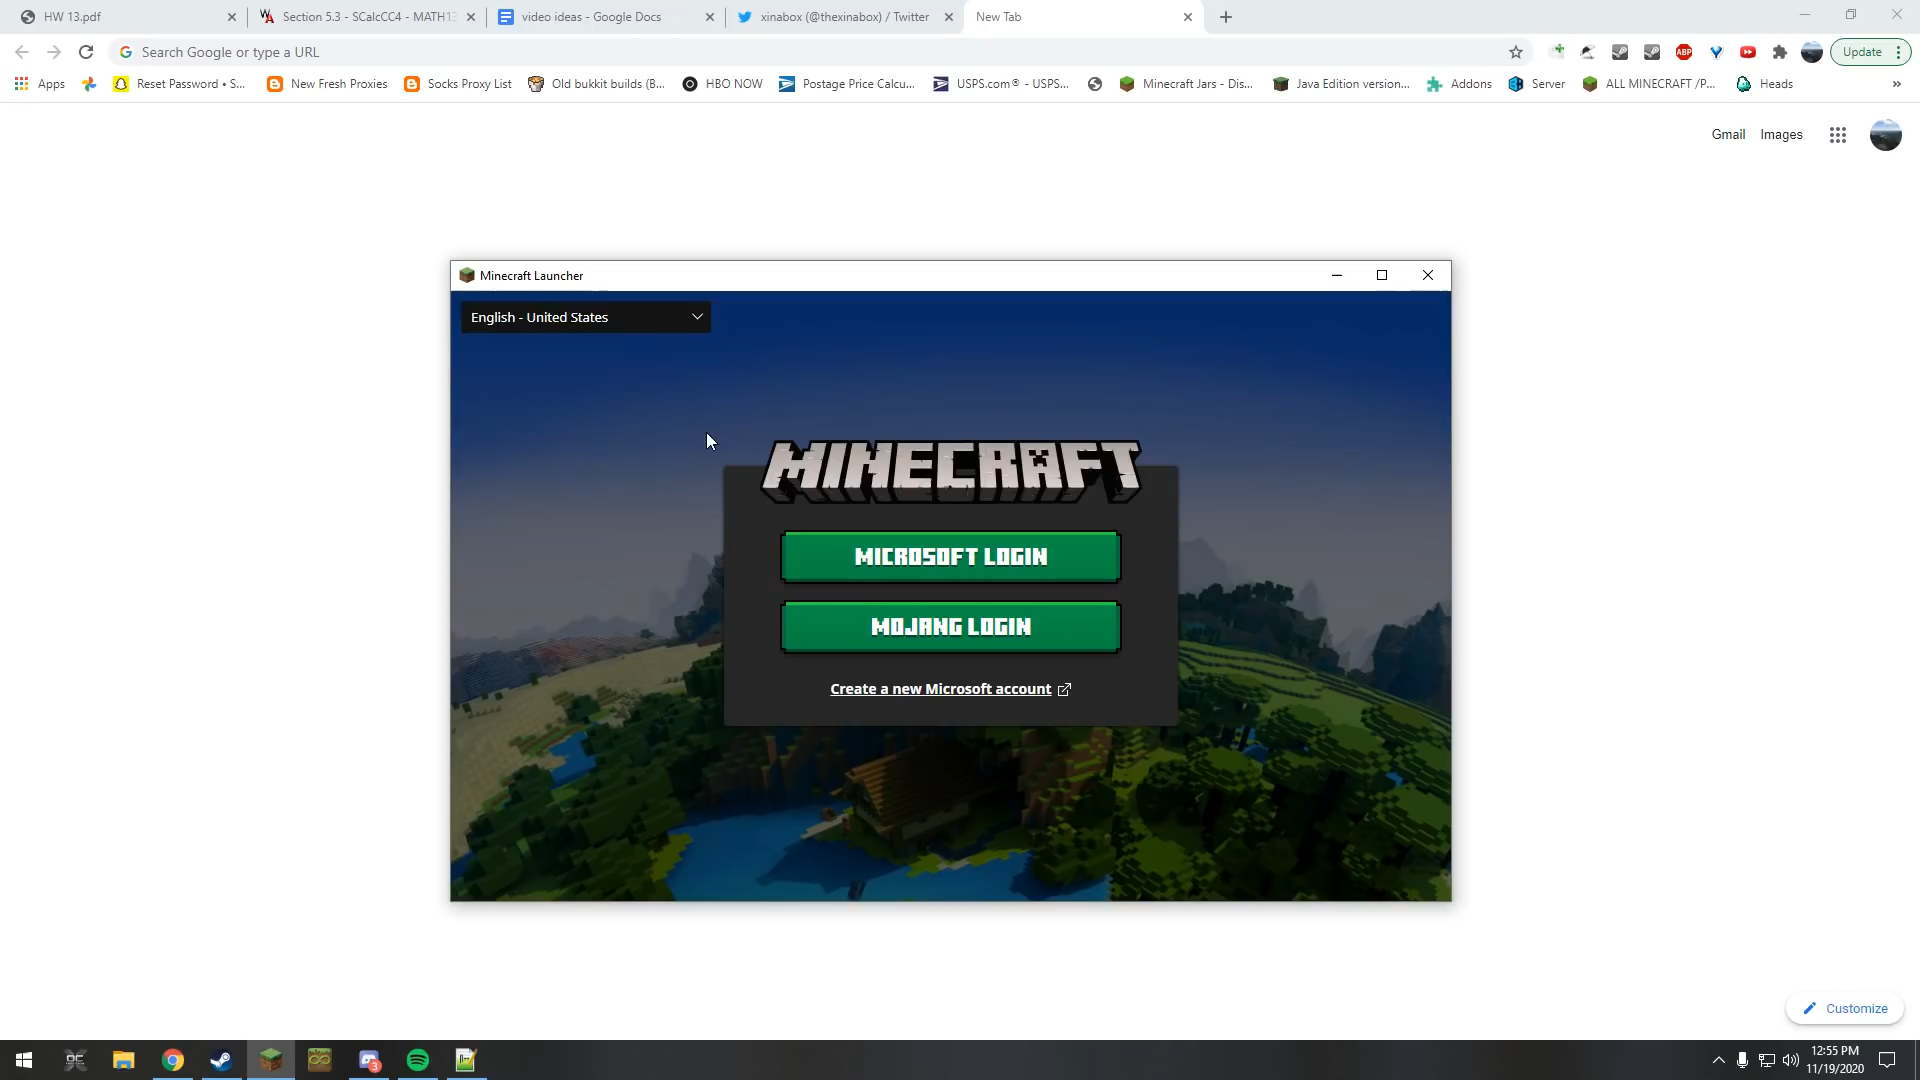 HW 13.pdf
Section 5.3 - SCalcCC4 - MATH13
video ideas - Google Docs
xinabox (@thexinabox) / Twitter
New Tab
Search Google or type a URL
ABP
Update
Apps
Reset Password • S...
New Fresh Proxies
Socks Proxy List
Old bukkit builds (B...
HBO NOW
Postage Price Calcu...
USPS.com® - USPS...
Minecraft Jars - Dis...
Java Edition version...
Addons
Server
ALL MINECRAFT /P...
Heads
»
Gmail
Images
Minecraft Launcher
English - United States
MINECRAFT
MICROSOFT LOGIN
MOJANG LOGIN
Create a new Microsoft account
Customize
3
12:55 PM
11/19/2020